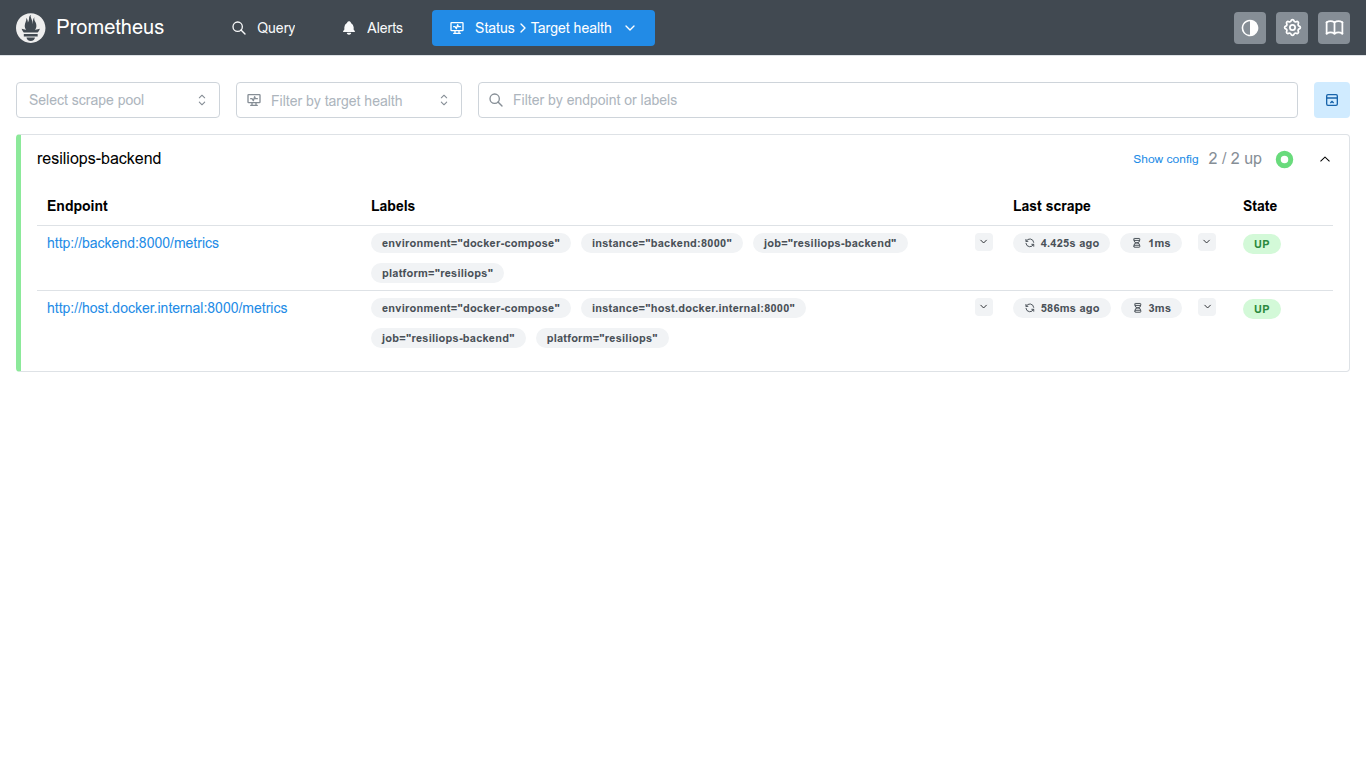 Prometheus Query Alerts Status > Target health
Select scrape pool Filter by target health Filter by endpoint or labels
resiliops-backend Show config 2 / 2 up
Endpoint Labels Last scrape State
http://backend:8000/metrics environment="docker-compose" instance="backend:8000" job="resiliops-backend" 4.425s ago 1ms UP
platform="resiliops"
http://host.docker.internal:8000/metrics environment="docker-compose" instance="host.docker.internal:8000" 586ms ago 3ms UP
job="resiliops-backend" platform="resiliops"